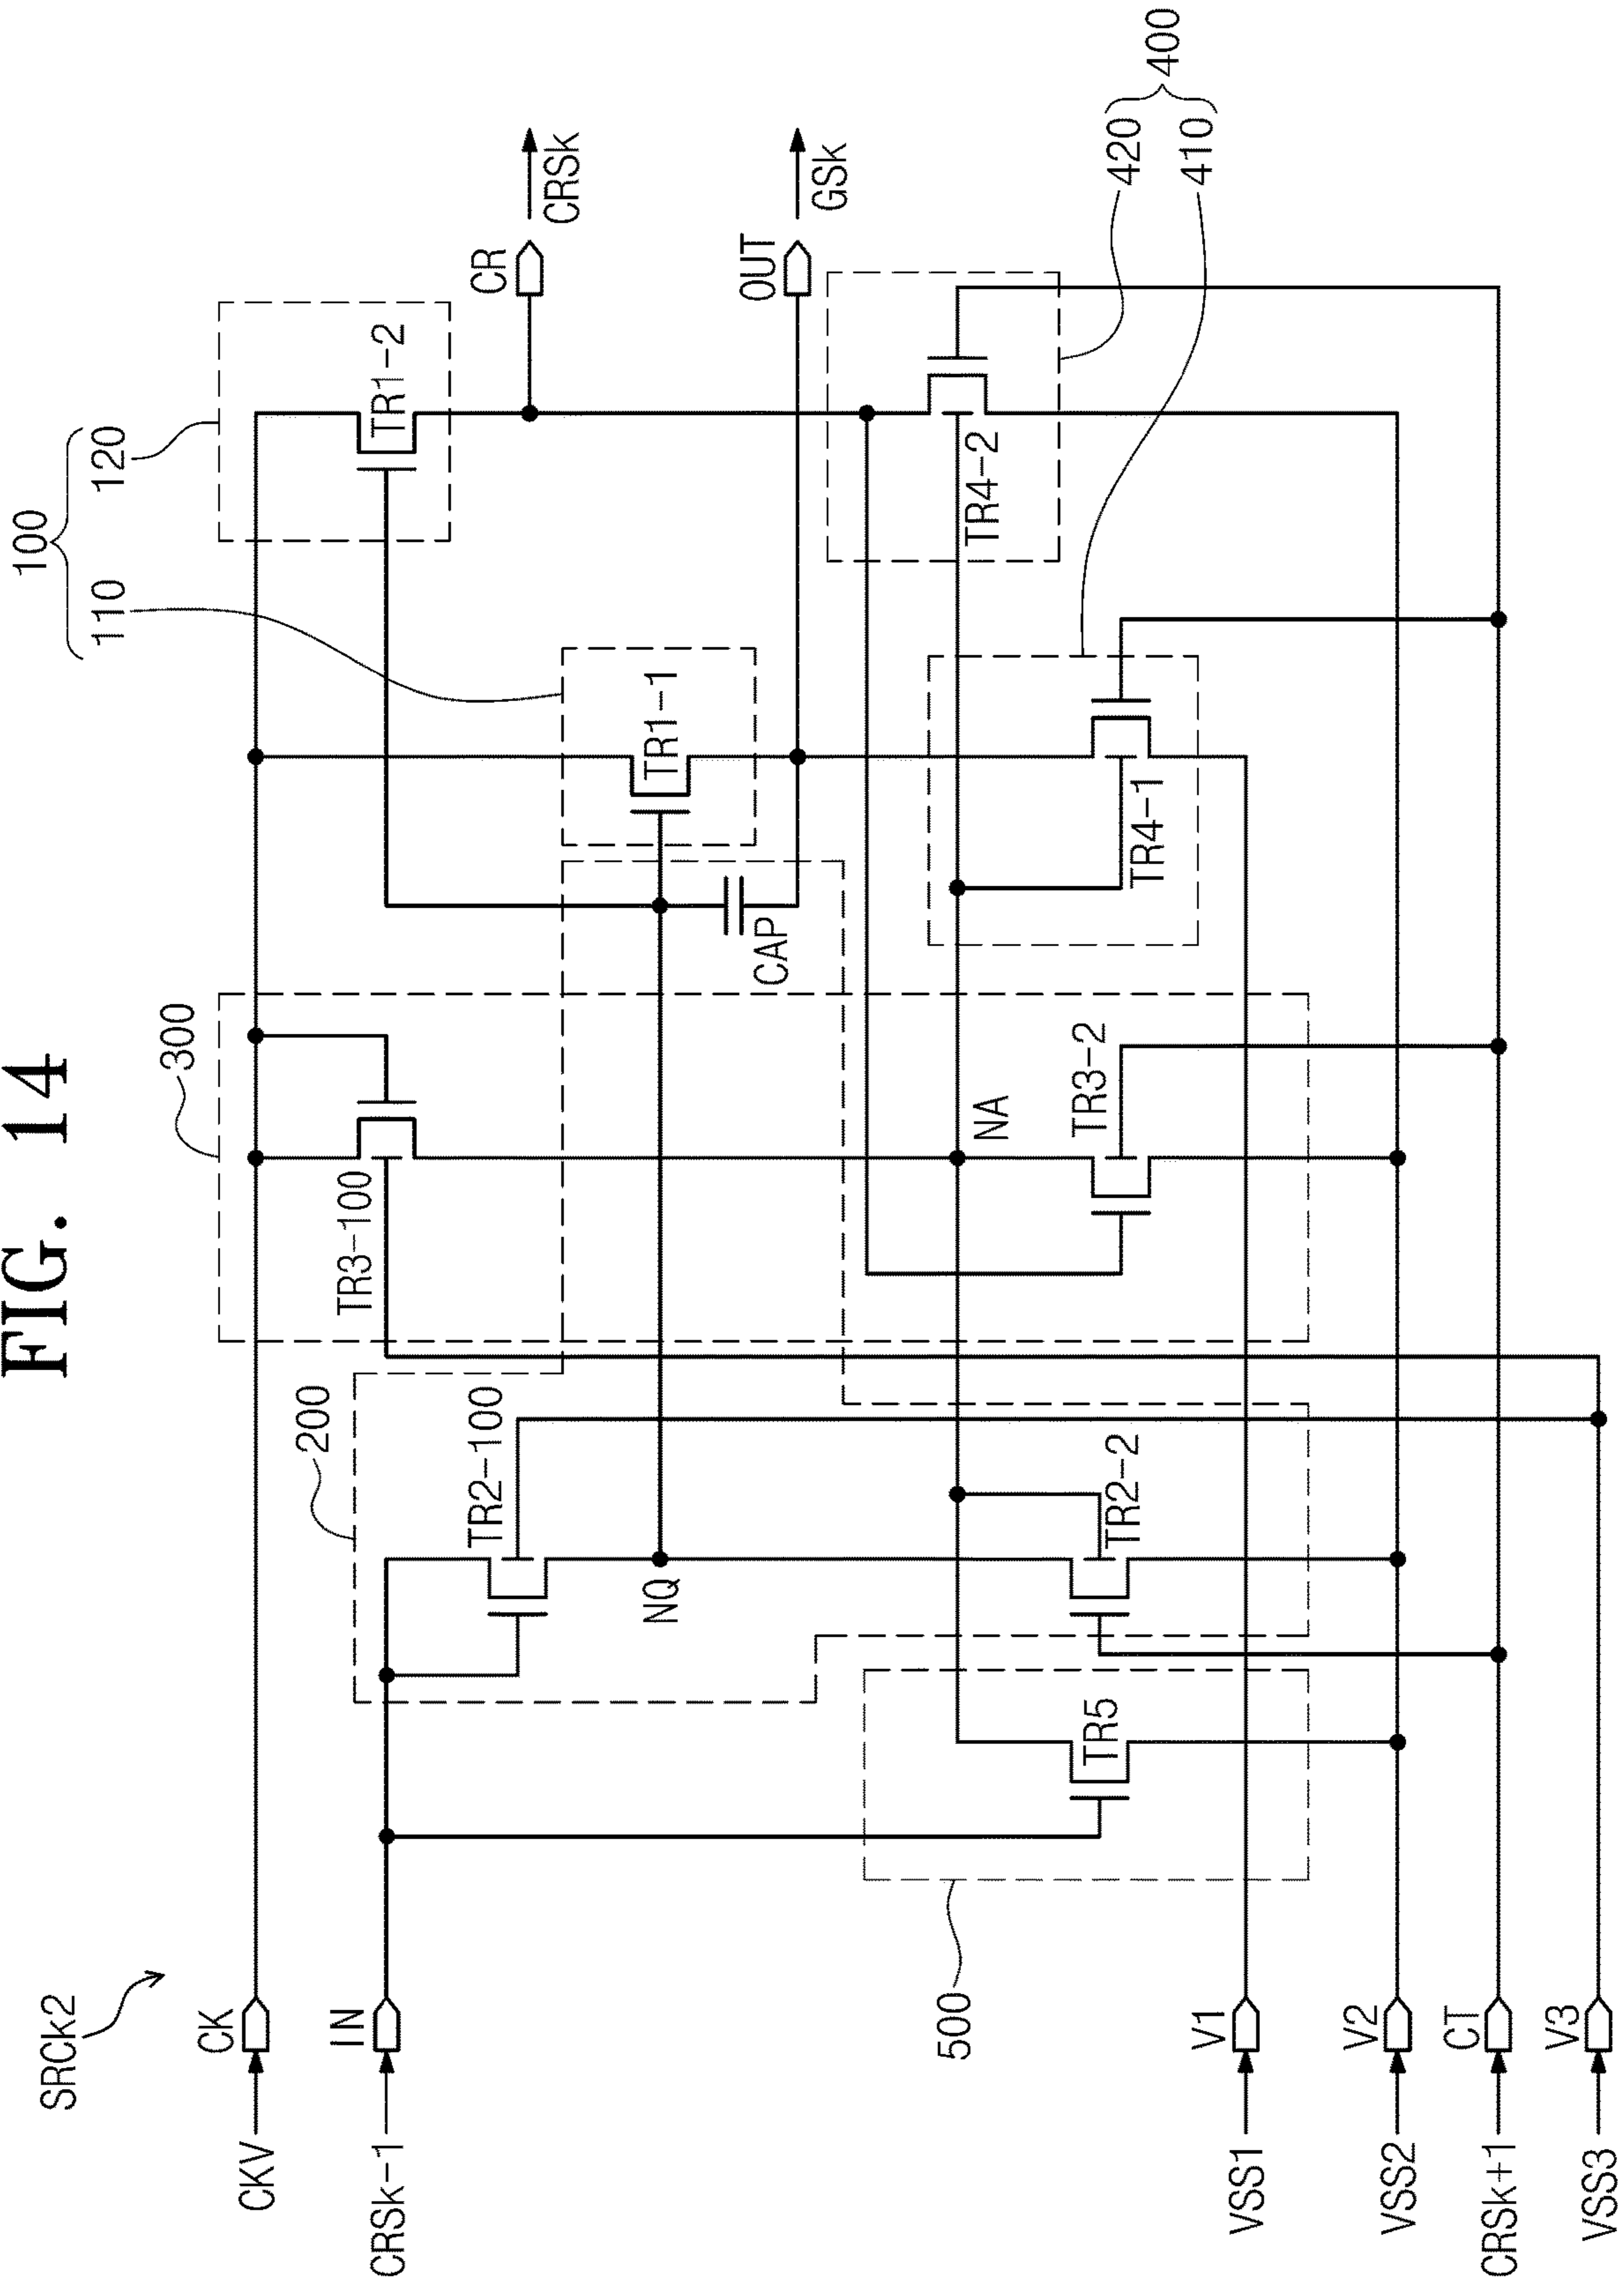 FIG. 14
SRCk2
CKV
CK
CRSk-1
IN
VSS1
V1
VSS2
V2
CRSk+1
CT
VSS3
V3
100
110
120
200
300
400
420
410
500
TR1-1
TR1-2
TR2-100
TR2-2
TR3-100
TR3-2
TR4-1
TR4-2
TR5
NQ
NA
CAP
CR
CRSk
OUT
GSk